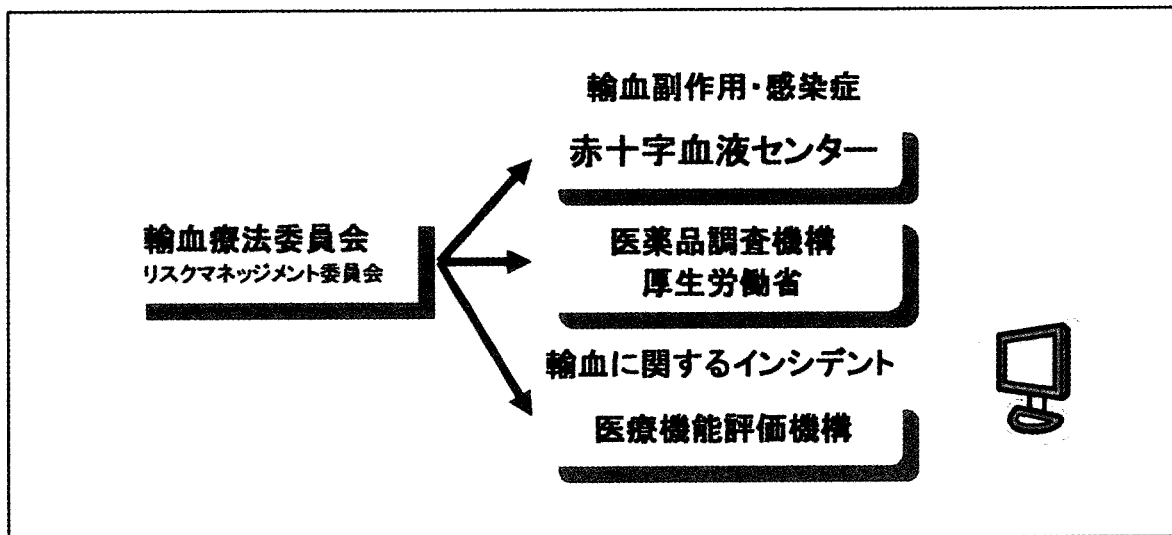 輸血副作用・感染症
赤十字血液センター
輸血療法委員会
リスクマネッジメント委員会
医薬品調査機構
厚生労働省
輸血に関するインシデント
医療機能評価機構